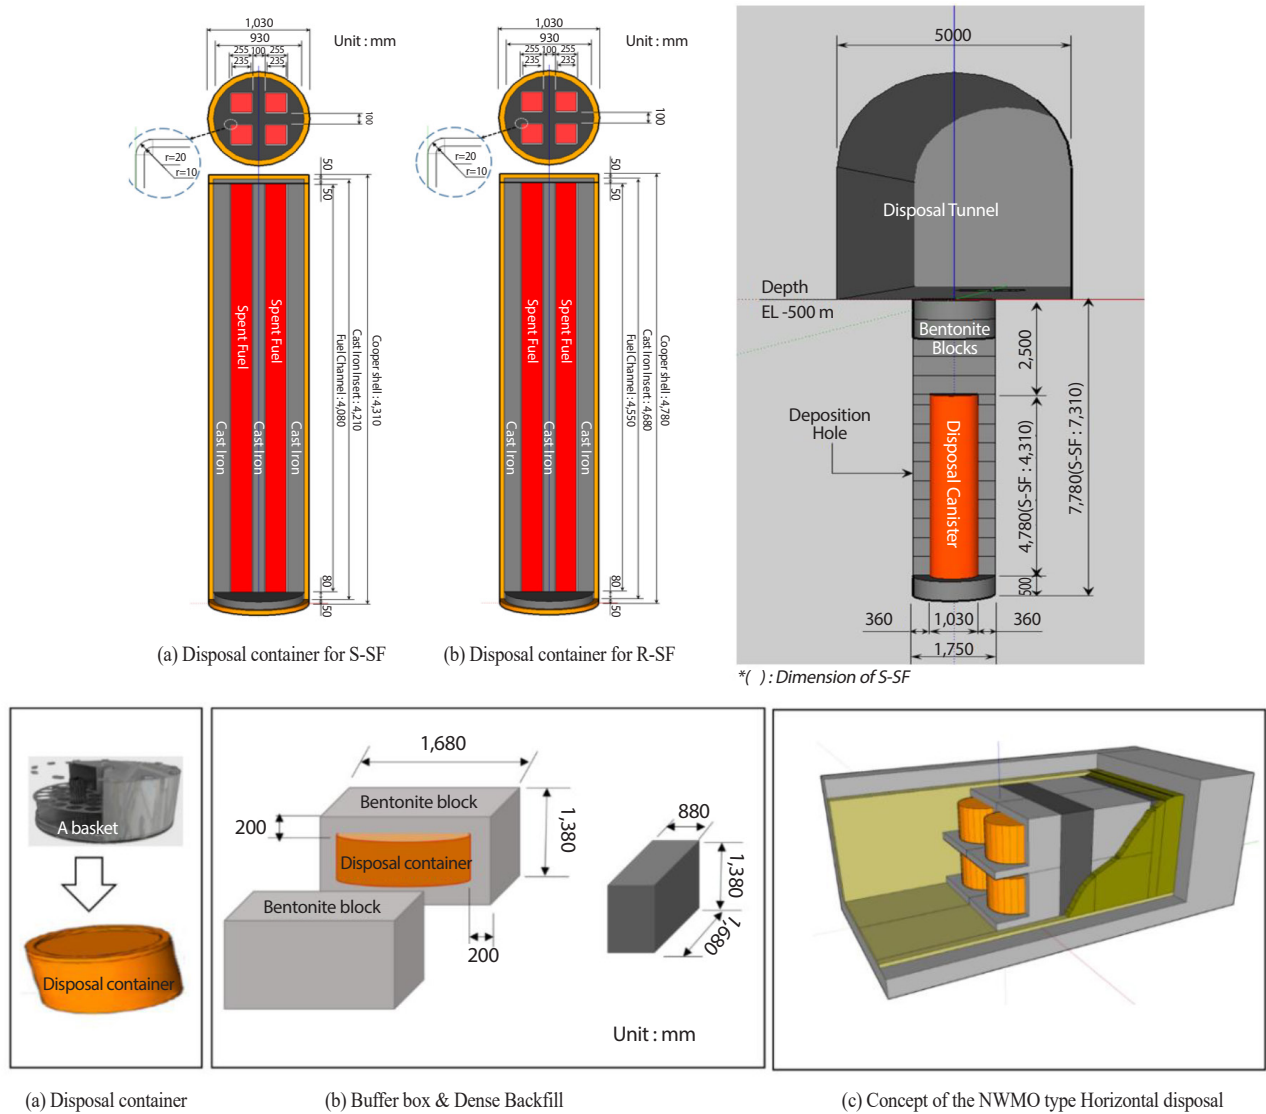 1,030
930
255 100 255
235 235
Unit : mm
100
r=20
r=10
50
50
Spent Fuel
Spent Fuel
Cast Iron
Cast Iron
Cast Iron
Fuel Channel : 4,080
Cast Iron Insert : 4,210
Cooper shell : 4,310
80
50
(a) Disposal container for S-SF
1,030
930
255 100 255
235 235
Unit : mm
100
r=20
r=10
50
50
Spent Fuel
Spent Fuel
Cast Iron
Cast Iron
Cast Iron
Fuel Channel : 4,550
Cast Iron Insert : 4,680
Cooper shell : 4,780
80
50
(b) Disposal container for R-SF
5000
Disposal Tunnel
Depth
EL -500 m
Bentonite
Blocks
Deposition
Hole
Disposal Canister
2,500
4,780(S-SF : 4,310)
7,780(S-SF : 7,310)
500
360 1,030 360
1,750
*( ) : Dimension of S-SF
A basket
Disposal container
(a) Disposal container
1,680
Bentonite block
200
Disposal container
1,380
Bentonite block
200
880
1,380
1,680
Unit : mm
(b) Buffer box & Dense Backfill
(c) Concept of the NWMO type Horizontal disposal